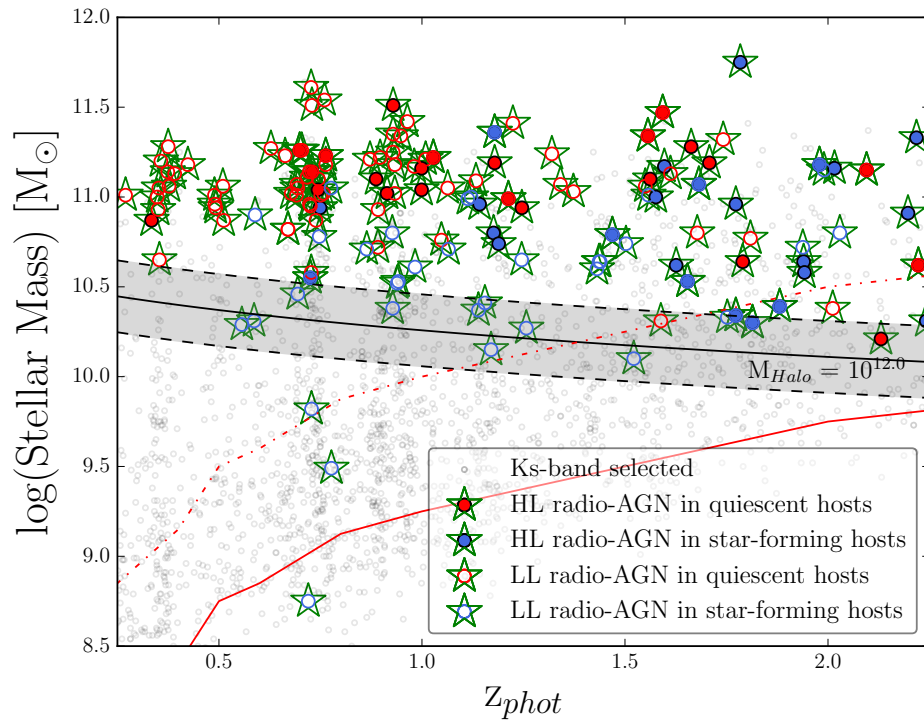 12.0
11.5
11.0
10.5
10.0
9.5
9.0
8.5
log(Stellar Mass) [M⊙]
M_Halo = 10^12.0
Ks-band selected
HL radio-AGN in quiescent hosts
HL radio-AGN in star-forming hosts
LL radio-AGN in quiescent hosts
LL radio-AGN in star-forming hosts
0.5 1.0 1.5 2.0
z_phot